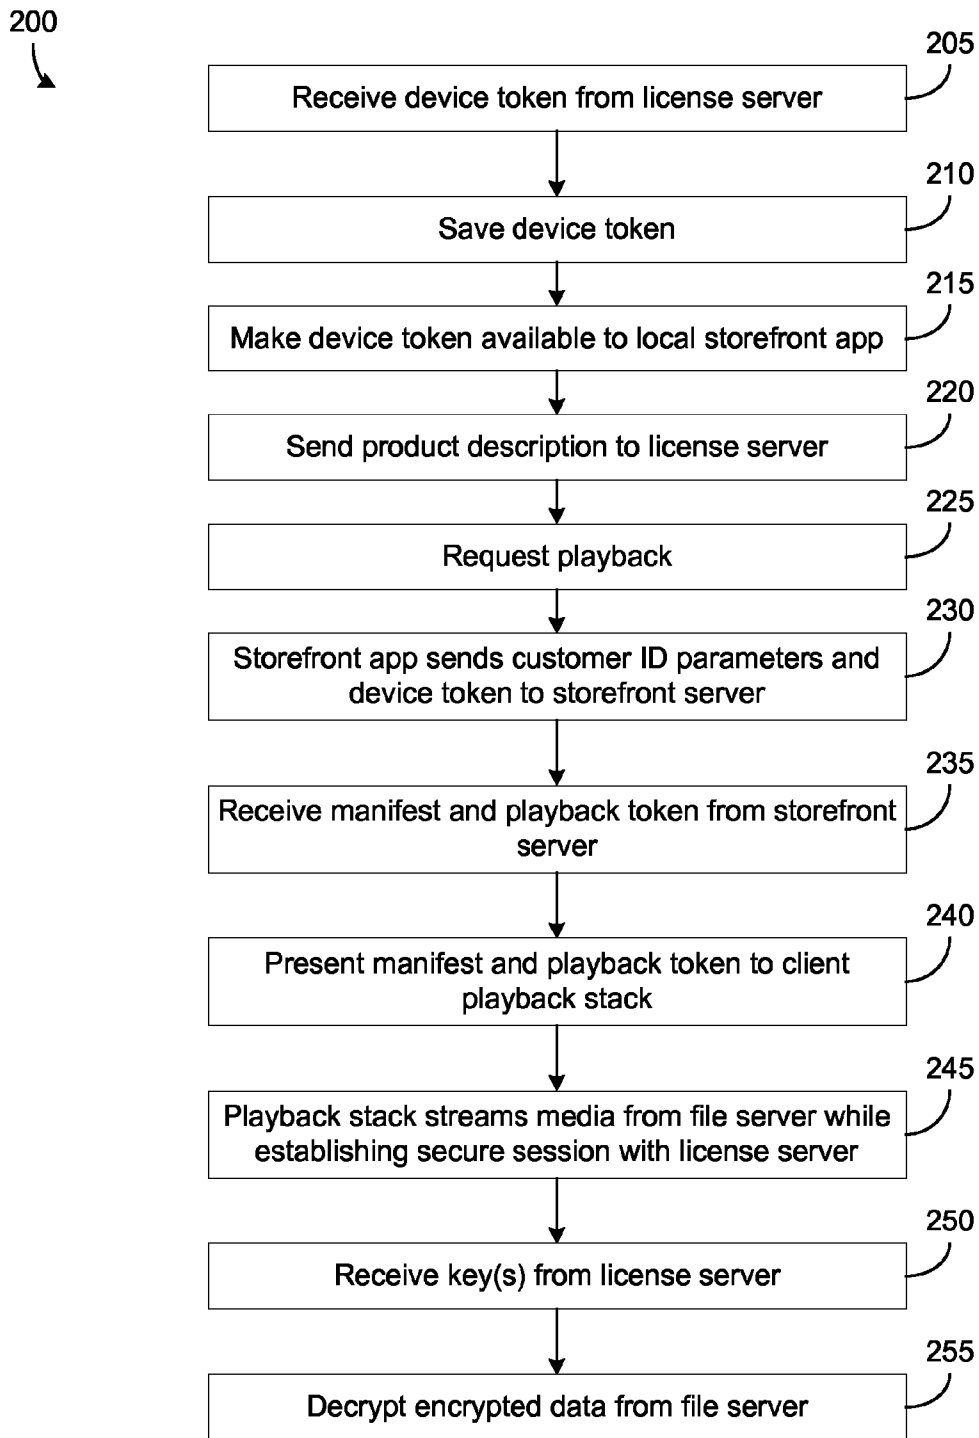 200
205
Receive device token from license server
210
Save device token
215
Make device token available to local storefront app
220
Send product description to license server
225
Request playback
230
Storefront app sends customer ID parameters and
device token to storefront server
235
Receive manifest and playback token from storefront
server
240
Present manifest and playback token to client
playback stack
245
Playback stack streams media from file server while
establishing secure session with license server
250
Receive key(s) from license server
255
Decrypt encrypted data from file server